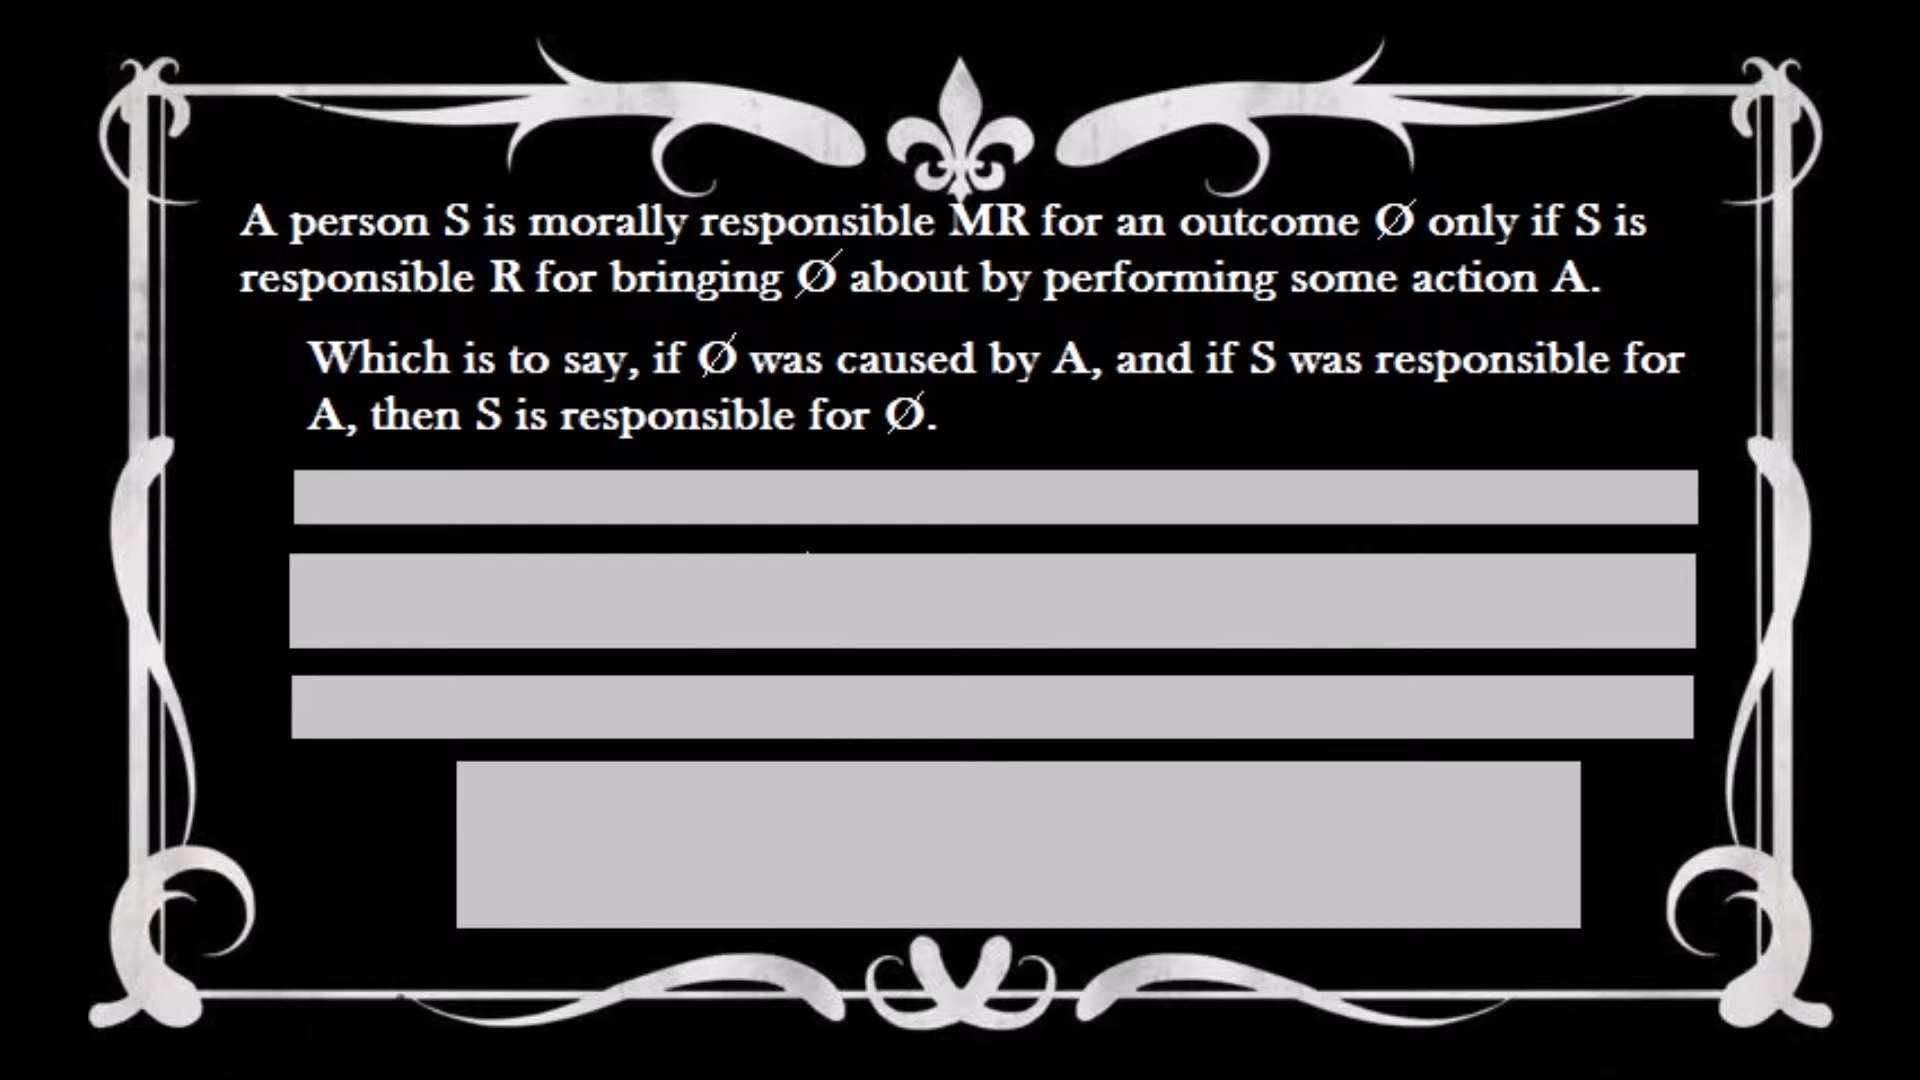 A person S is morally responsible MR for an outcome Ø only if S is
responsible R for bringing Ø about by performing some action A.
Which is to say, if Ø was caused by A, and if S was responsible for
A, then S is responsible for Ø.